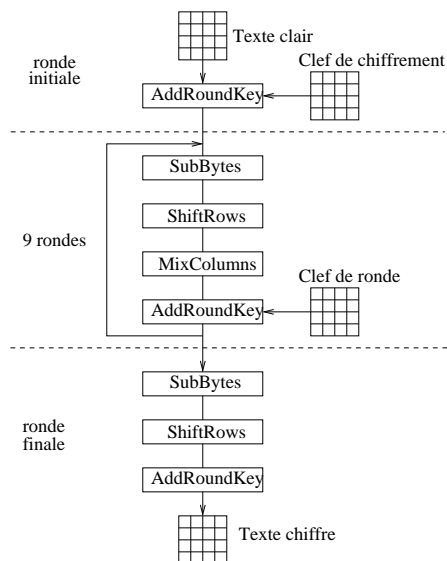 Texte clair
ronde
initiale
Clef de chiffrement
AddRoundKey
SubBytes
ShiftRows
9 rondes
MixColumns
Clef de ronde
AddRoundKey
SubBytes
ronde
finale
ShiftRows
AddRoundKey
Texte chiffre